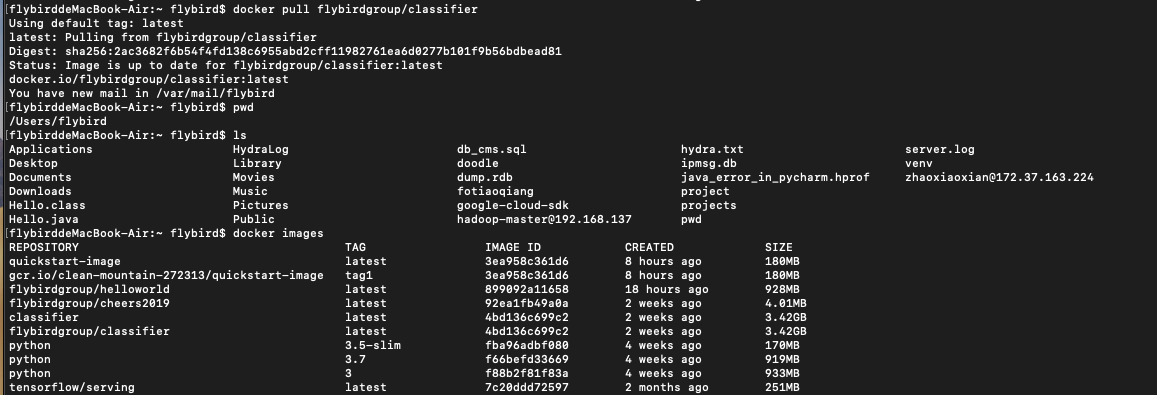 [flybirddeMacBook-Air:~ flybird$ docker pull flybirdgroup/classifier
Using default tag: latest
latest: Pulling from flybirdgroup/classifier
Digest: sha256:2ac3682f6b54f4fd138c6955abd2cff11982761ea6d0277b101f9b56bdbead81
Status: Image is up to date for flybirdgroup/classifier:latest
docker.io/flybirdgroup/classifier:latest
You have new mail in /var/mail/flybird
[flybirddeMacBook-Air:~ flybird$ pwd
/Users/flybird
[flybirddeMacBook-Air:~ flybird$ ls
Applications HydraLog db_cms.sql hydra.txt server.log
Desktop Library doodle ipmsg.db venv
Documents Movies dump.rdb java_error_in_pycharm.hprof zhaoxiaoxian@172.37.163.224
Downloads Music fotiaoqiang project
Hello.class Pictures google-cloud-sdk projects
Hello.java Public hadoop-master@192.168.137 pwd
[flybirddeMacBook-Air:~ flybird$ docker images
REPOSITORY TAG IMAGE ID CREATED SIZE
quickstart-image latest 3ea958c361d6 8 hours ago 180MB
gcr.io/clean-mountain-272313/quickstart-image tag1 3ea958c361d6 8 hours ago 180MB
flybirdgroup/helloworld latest 899092a11658 18 hours ago 928MB
flybirdgroup/cheers2019 latest 92ea1fb49a0a 2 weeks ago 4.01MB
classifier latest 4bd136c699c2 2 weeks ago 3.42GB
flybirdgroup/classifier latest 4bd136c699c2 2 weeks ago 3.42GB
python 3.5-slim fba96adbf080 4 weeks ago 170MB
python 3.7 f66befd33669 4 weeks ago 919MB
python 3 f88b2f81f83a 4 weeks ago 933MB
tensorflow/serving latest 7c20ddd72597 2 months ago 251MB